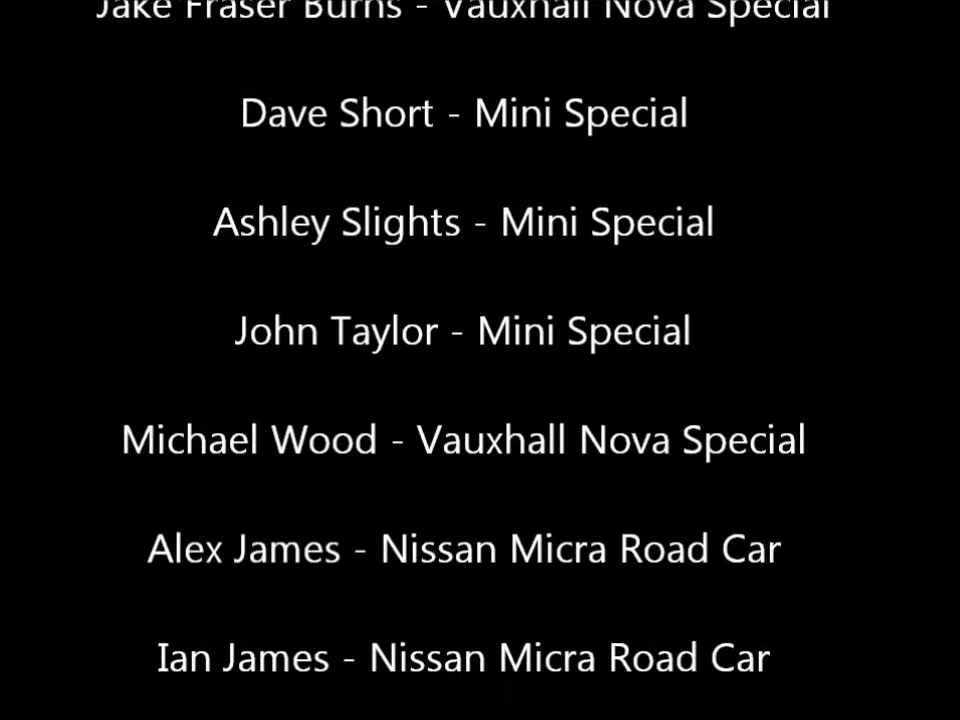 Jake Fraser Burns - Vauxhall Nova Special
Dave Short - Mini Special
Ashley Slights - Mini Special
John Taylor - Mini Special
Michael Wood - Vauxhall Nova Special
Alex James - Nissan Micra Road Car
Ian James - Nissan Micra Road Car